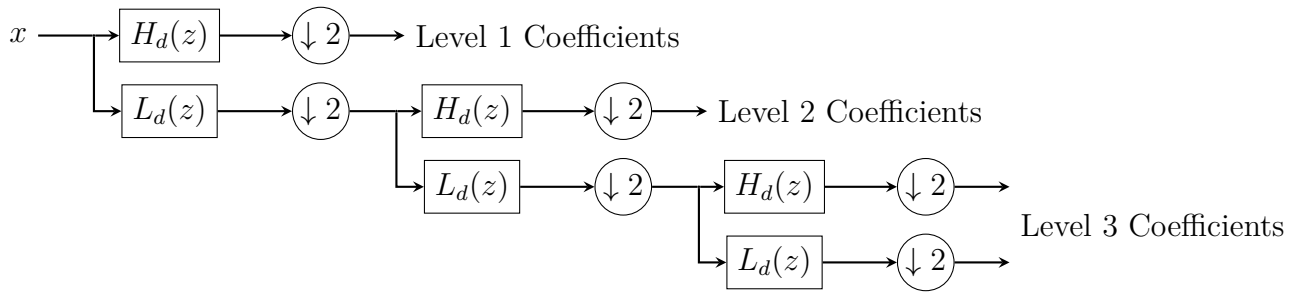 x H_d(z) ↓ 2 Level 1 Coefficients
L_d(z) ↓ 2 H_d(z) ↓ 2 Level 2 Coefficients
L_d(z) ↓ 2 H_d(z) ↓ 2
Level 3 Coefficients
L_d(z) ↓ 2